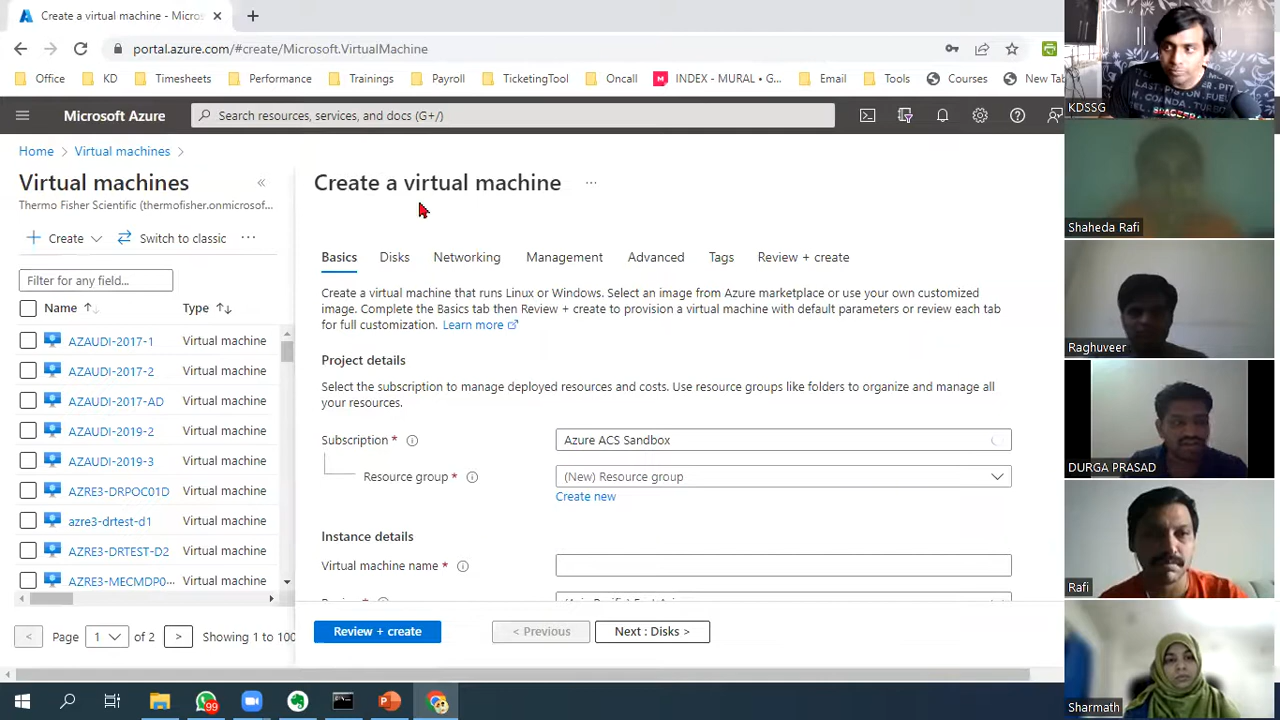 Create a virtual machine - Micros
portal.azure.com/#create/Microsoft.VirtualMachine
Office KD Timesheets Performance Trainings Payroll TicketingTool Oncall INDEX - MURAL • G... Email Tools Courses New Tab
Microsoft Azure
Search resources, services, and docs (G+/)
Home > Virtual machines >
Virtual machines
Thermo Fisher Scientific (thermofisher.onmicrosof...
Create
Switch to classic
Filter for any field...
Name Type
AZAUDI-2017-1 Virtual machine
AZAUDI-2017-2 Virtual machine
AZAUDI-2017-AD Virtual machine
AZAUDI-2019-2 Virtual machine
AZAUDI-2019-3 Virtual machine
AZRE3-DRPOC01D Virtual machine
azre3-drtest-d1 Virtual machine
AZRE3-DRTEST-D2 Virtual machine
AZRE3-MECMDP0... Virtual machine
< Page 1 of 2 > Showing 1 to 100
Create a virtual machine ...
Basics Disks Networking Management Advanced Tags Review + create
Create a virtual machine that runs Linux or Windows. Select an image from Azure marketplace or use your own customized
image. Complete the Basics tab then Review + create to provision a virtual machine with default parameters or review each tab
for full customization. Learn more
Project details
Select the subscription to manage deployed resources and costs. Use resource groups like folders to organize and manage all
your resources.
Subscription * Azure ACS Sandbox
Resource group * (New) Resource group
Create new
Instance details
Virtual machine name *
Review + create
< Previous
Next : Disks >
99
KDSSG
LAST
PISTON
FUEL
COANDA
TURBO
Shaheda Rafi
Raghuveer
DURGA PRASAD
Rafi
Sharmath